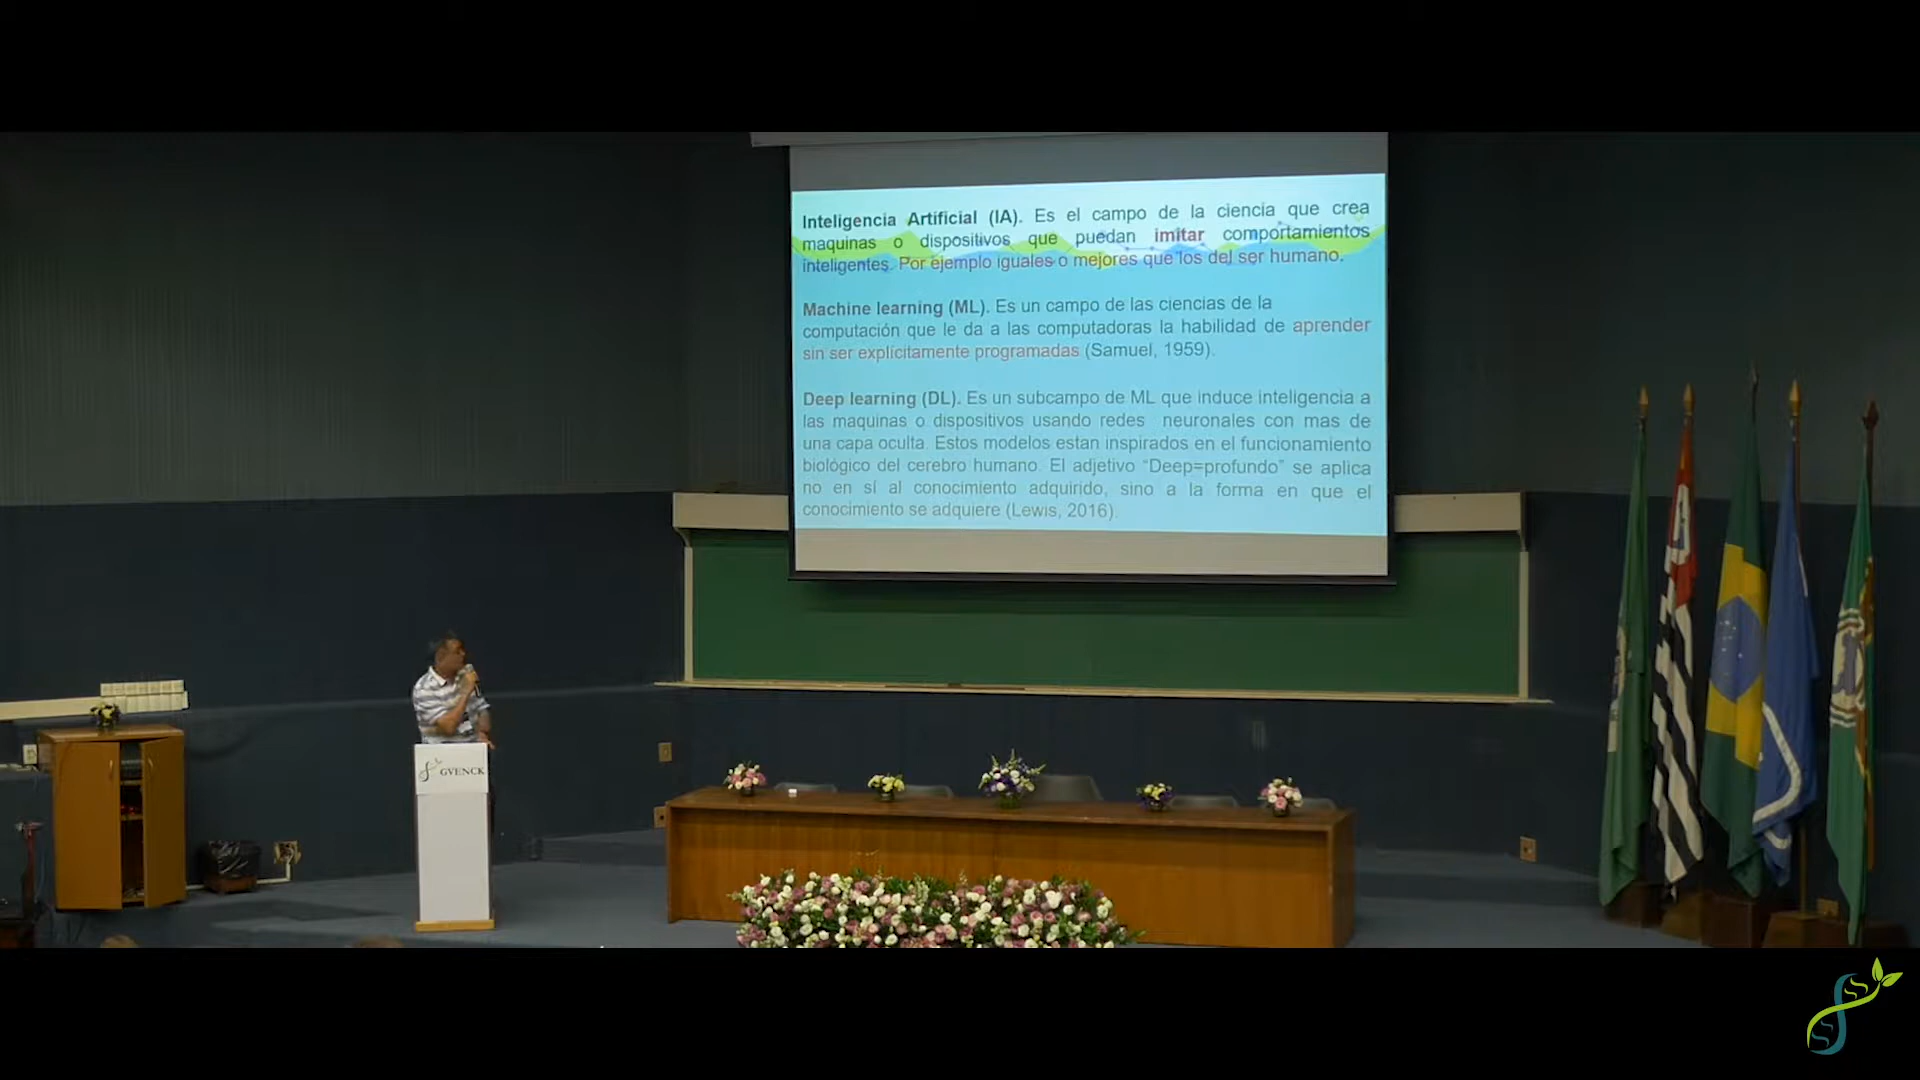 Inteligencia Artificial (IA). Es el campo de la ciencia que crea
maquinas o dispositivos que puedan imitar comportamientos
inteligentes. Por ejemplo iguales o mejores que los del ser humano.
Machine learning (ML). Es un campo de las ciencias de la
computación que le da a las computadoras la habilidad de aprender
sin ser explícitamente programadas (Samuel, 1959).
Deep learning (DL). Es un subcampo de ML que induce inteligencia a
las maquinas o dispositivos usando redes neuronales con mas de
una capa oculta. Estos modelos estan inspirados en el funcionamiento
biológico del cerebro humano. El adjetivo “Deep=profundo” se aplica
no en sí al conocimiento adquirido, sino a la forma en que el
conocimiento se adquiere (Lewis, 2016).
GVENCK